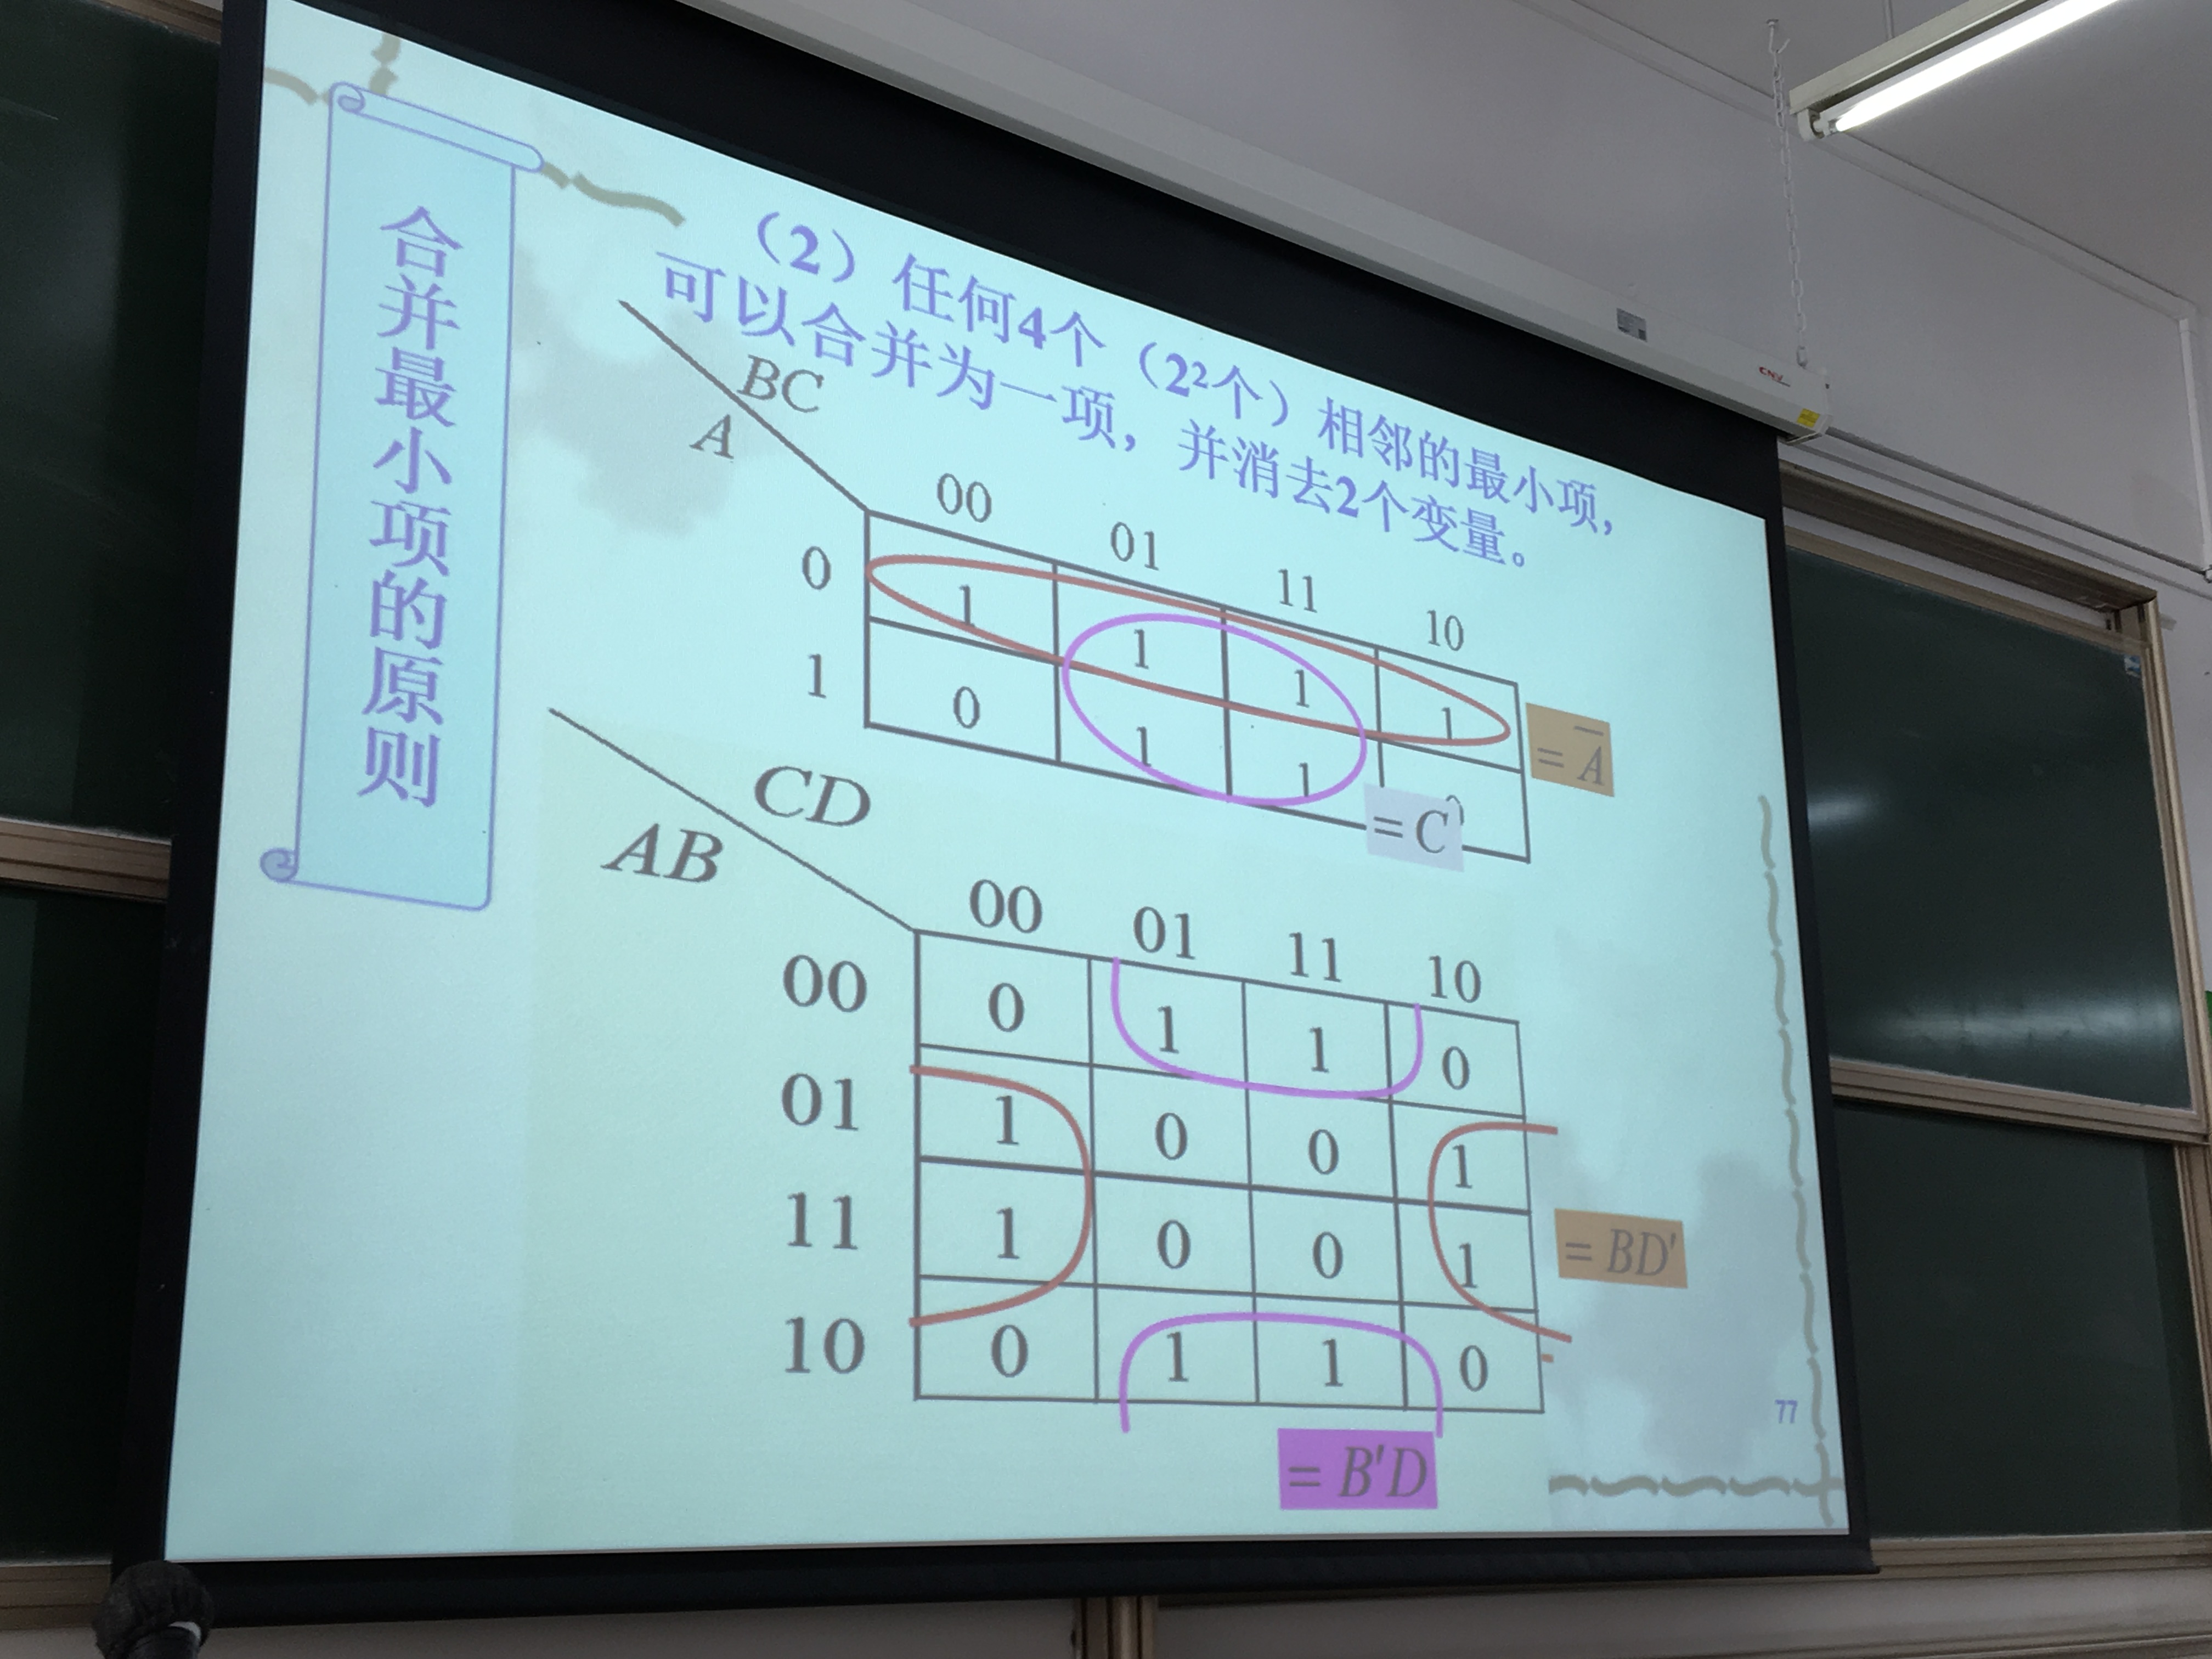 合并最小项的原则
（2）任何4个（2²个）相邻的最小项，
可以合并为一项，并消去2个变量。
BC
A
00 01 11 10
0 1 1 1 1
= A̅
1 0 1 1
= C
CD
AB
00 01 11 10
00 0 1 1 0
01 1 0 0 1
11 1 0 0 1
= BD'
10 0 1 1 0
= B'D
77